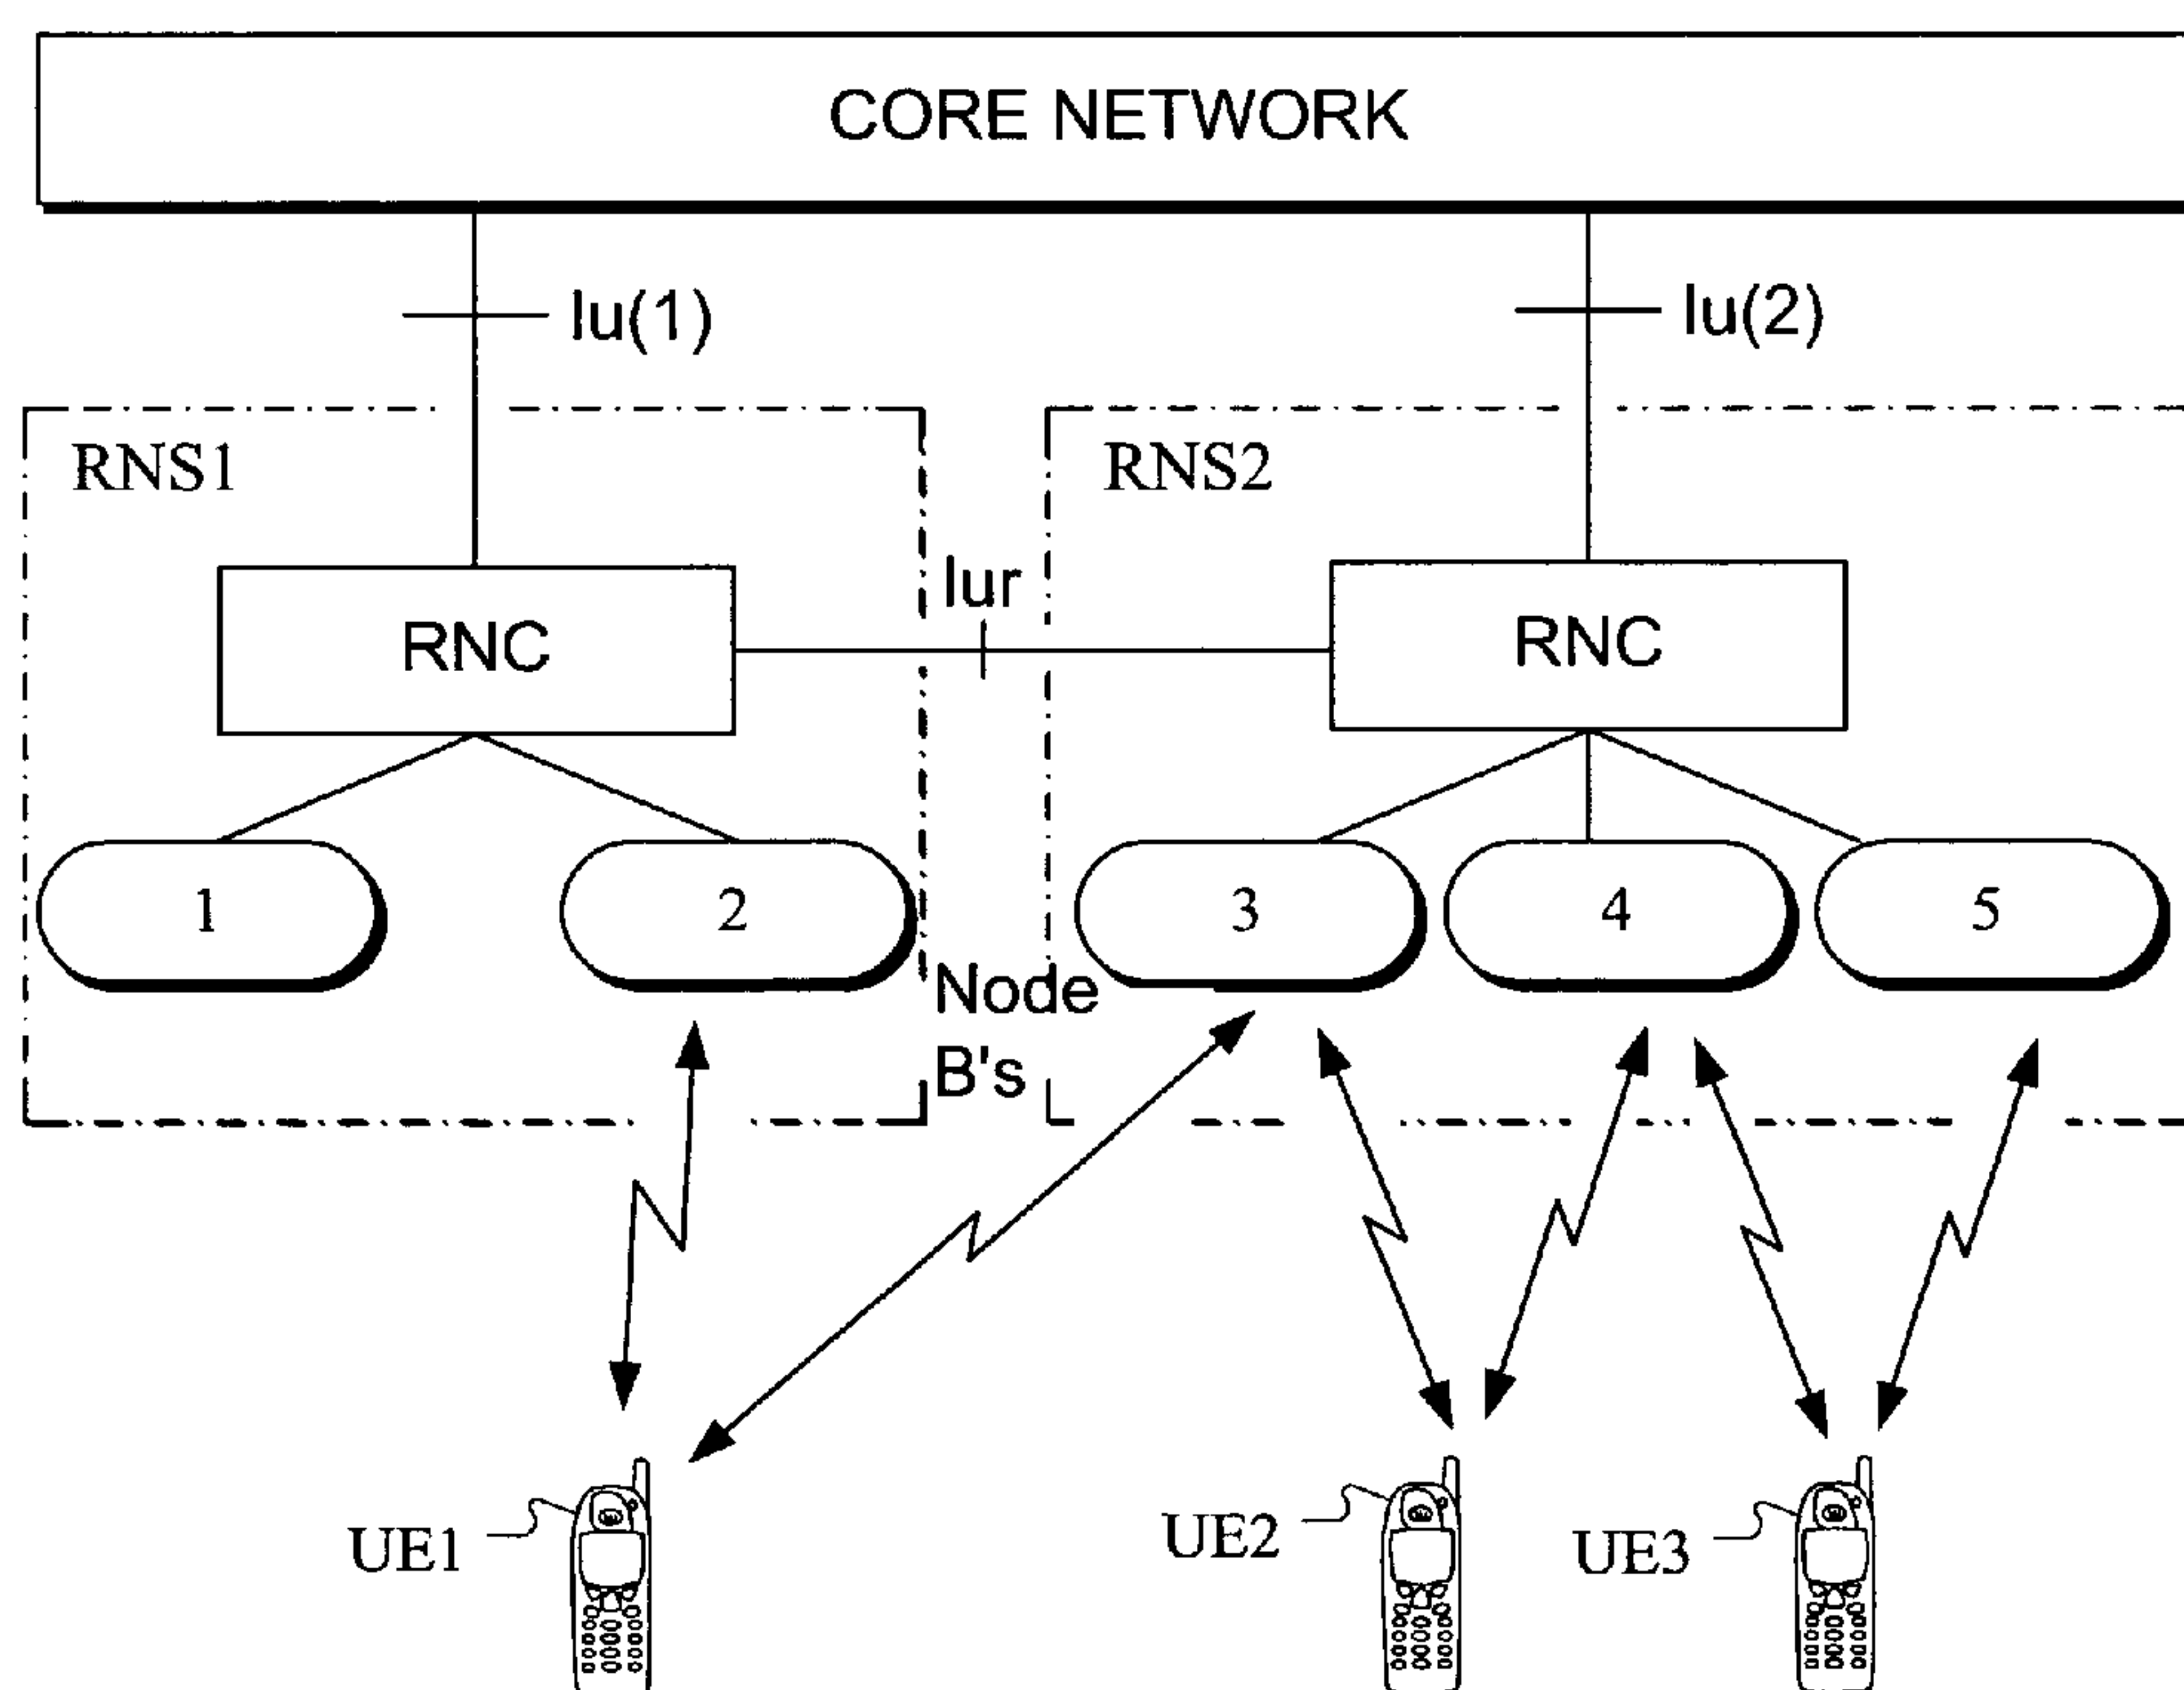 CORE NETWORK
Iu(1)
Iu(2)
RNS1
RNS2
Iur
RNC
RNC
1
2
3
4
5
Node
B's
UE1
UE2
UE3